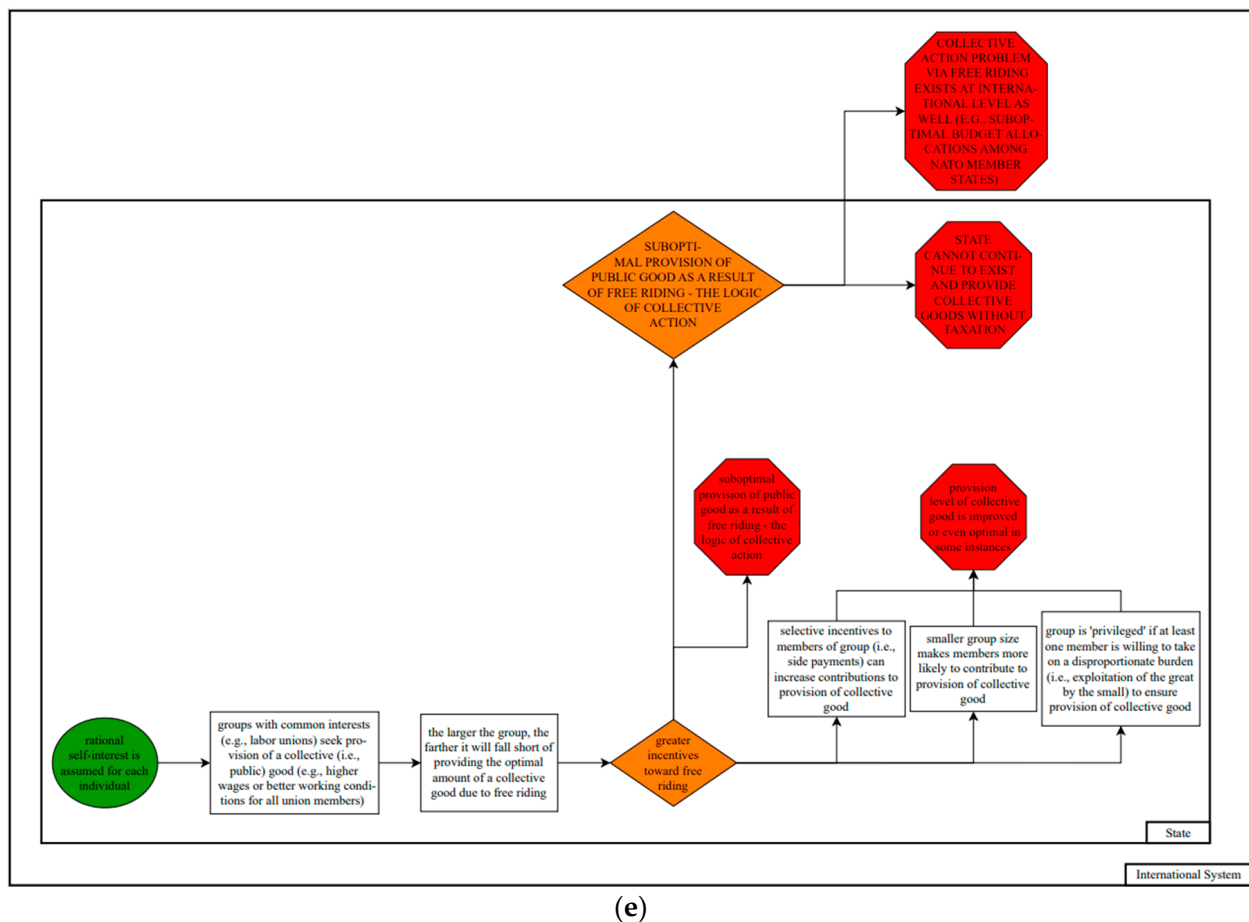 COLLECTIVE
ACTION PROBLEM
VIA FREE RIDING
EXISTS AT INTERNA-
TIONAL LEVEL AS
WELL (E.G., SUBOP-
TIMAL BUDGET ALLO-
CATIONS AMONG
NATO MEMBER
STATES)
SUBOPTI-
MAL PROVISION OF
PUBLIC GOOD AS A RESULT
OF FREE RIDING - THE LOGIC
OF COLLECTIVE
ACTION
STATE
CANNOT CONTI-
NUE TO EXIST
AND PROVIDE
COLLECTIVE
GOODS WITHOUT
TAXATION
suboptimal
provision of public
good as a result of
free riding - the
logic of collective
action
provision
level of collective
good is improved
or even optimal in
some instances
selective incentives to
members of group (i.e.,
side payments) can
increase contributions to
provision of collective
good
smaller group size
makes members more
likely to contribute to
provision of collective
good
group is 'privileged' if at least
one member is willing to take
on a disproportionate burden
(i.e., exploitation of the great
by the small) to ensure
provision of collective good
rational
self-interest is
assumed for each
individual
groups with common interests
(e.g., labor unions) seek pro-
vision of a collective (i.e.,
public) good (e.g., higher
wages or better working condi-
tions for all union members)
the larger the group, the
farther it will fall short of
providing the optimal
amount of a collective
good due to free riding
greater
incentives toward free
riding
State
International System
(e)